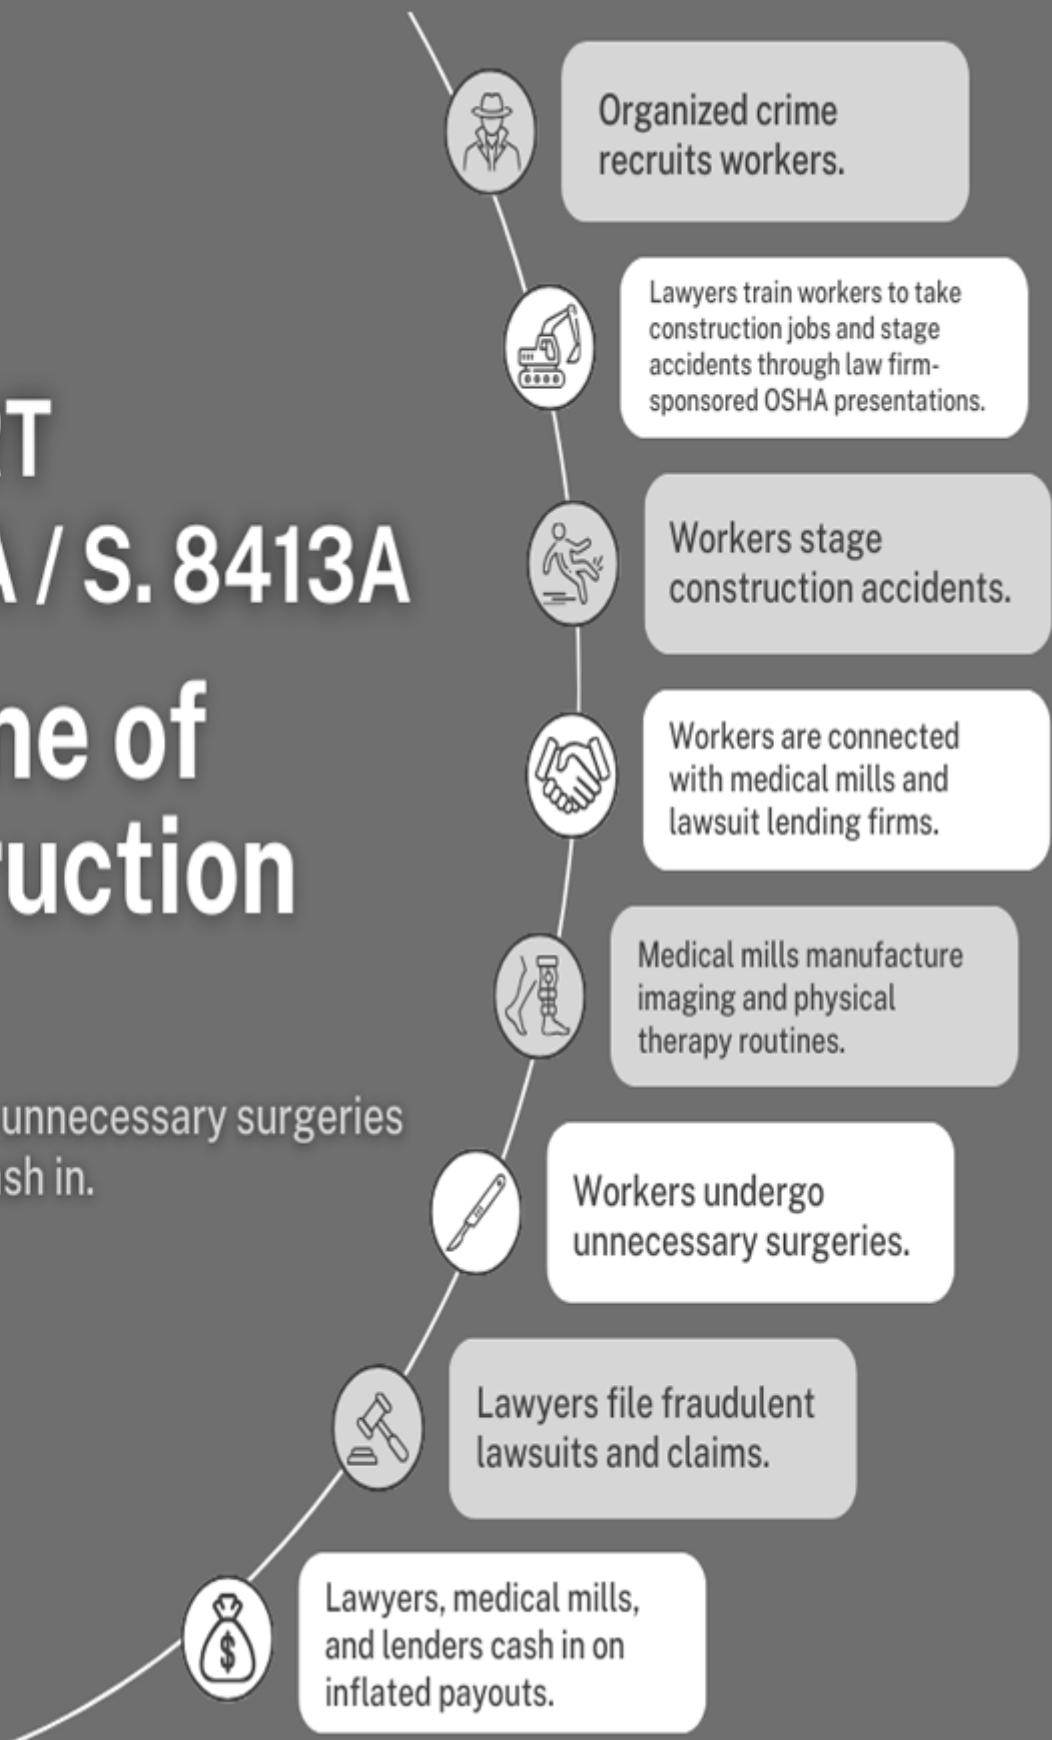 A / S. 8413A
of
unnecessary surgeries
in.
Organized crime
recruits workers.
Lawyers train workers to take
construction jobs and stage
accidents through law firm-
sponsored OSHA presentations.
Workers stage
construction accidents.
Workers are connected
with medical mills and
lawsuit lending firms.
Medical mills manufacture
imaging and physical
therapy routines.
Workers undergo
unnecessary surgeries.
Lawyers file fraudulent
lawsuits and claims.
Lawyers, medical mills,
and lenders cash in on
inflated payouts.
$